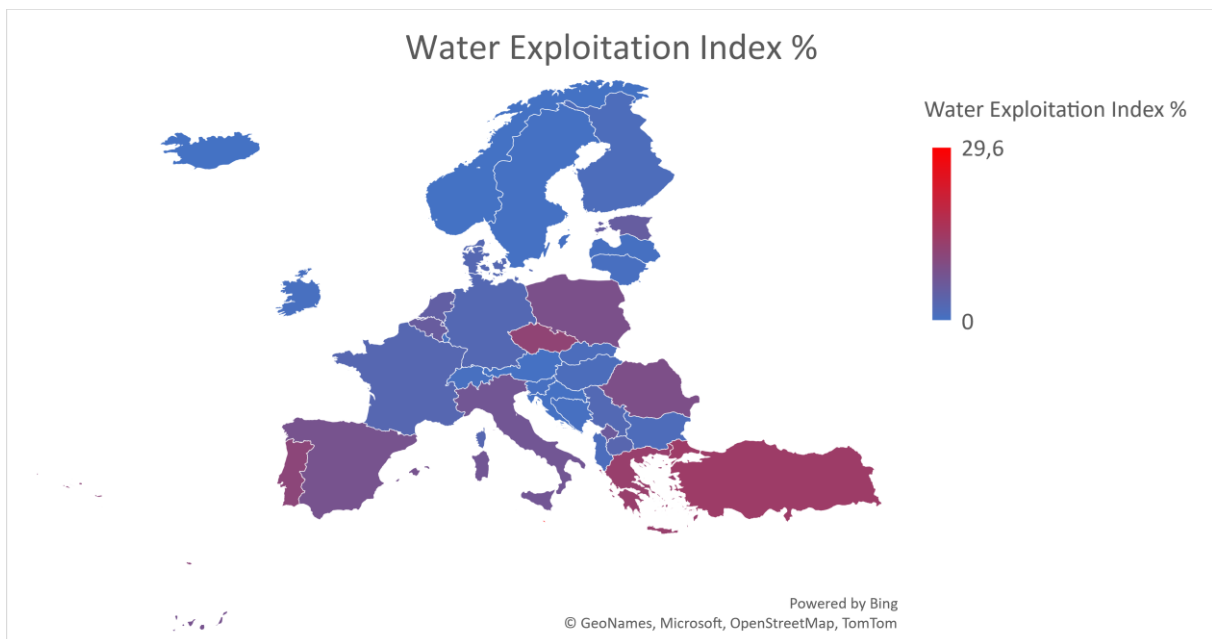 Water Exploitation Index %
Water Exploitation Index %
29,6
0
Powered by Bing
© GeoNames, Microsoft, OpenStreetMap, TomTom